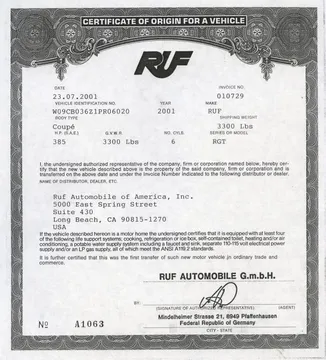 CERTIFICATE OF ORIGIN FOR A VEHICLE
RUF
DATE INVOICE NO.
23.07.2001 010729
VEHICLE IDENTIFICATION NO. YEAR MAKE
W09CB0J6Z1PR06020 2001 RUF
BODY TYPE SHIPPING WEIGHT
Coupé 3300 Lbs
H.P. (S.A.E.) G.V.W.R. NO. CYLS. SERIES OR MODEL
385 3300 Lbs 6 RGT
I, the undersigned authorized representative of the company, firm or corporation named below, hereby certify that the new vehicle described above is the property of the said company, firm or corporation and is transferred on the above date and under the Invoice Number indicated to the following distributor or dealer.
NAME OF DISTRIBUTOR, DEALER, ETC.
Ruf Automobile of America, Inc.
5000 East Spring Street
Suite 430
Long Beach, CA 90815-1270
USA
If the vehicle described hereon is a motor home the undersigned certifies that it is equipped with at least four
of the following life support systems; cooking, refrigeration or ice box, self-contained toilet, heating and/or air
conditioning, a potable water supply system including a faucet and sink, separate 110-115 volt electrical power
supply and/or an LP gas supply, all of which meet the ANSI A119.2 standards.
It is further certified that this was the first transfer of such new motor vehicle in ordinary trade and
commerce.
RUF AUTOMOBILE G.m.b.H.
BY:
(SIGNATURE OF AUTHORIZED REPRESENTATIVE) (AGENT)
Mindelheimer Strasse 21, 8949 Pfaffenhausen
Federal Republic of Germany
CITY - STATE
Nº A1063